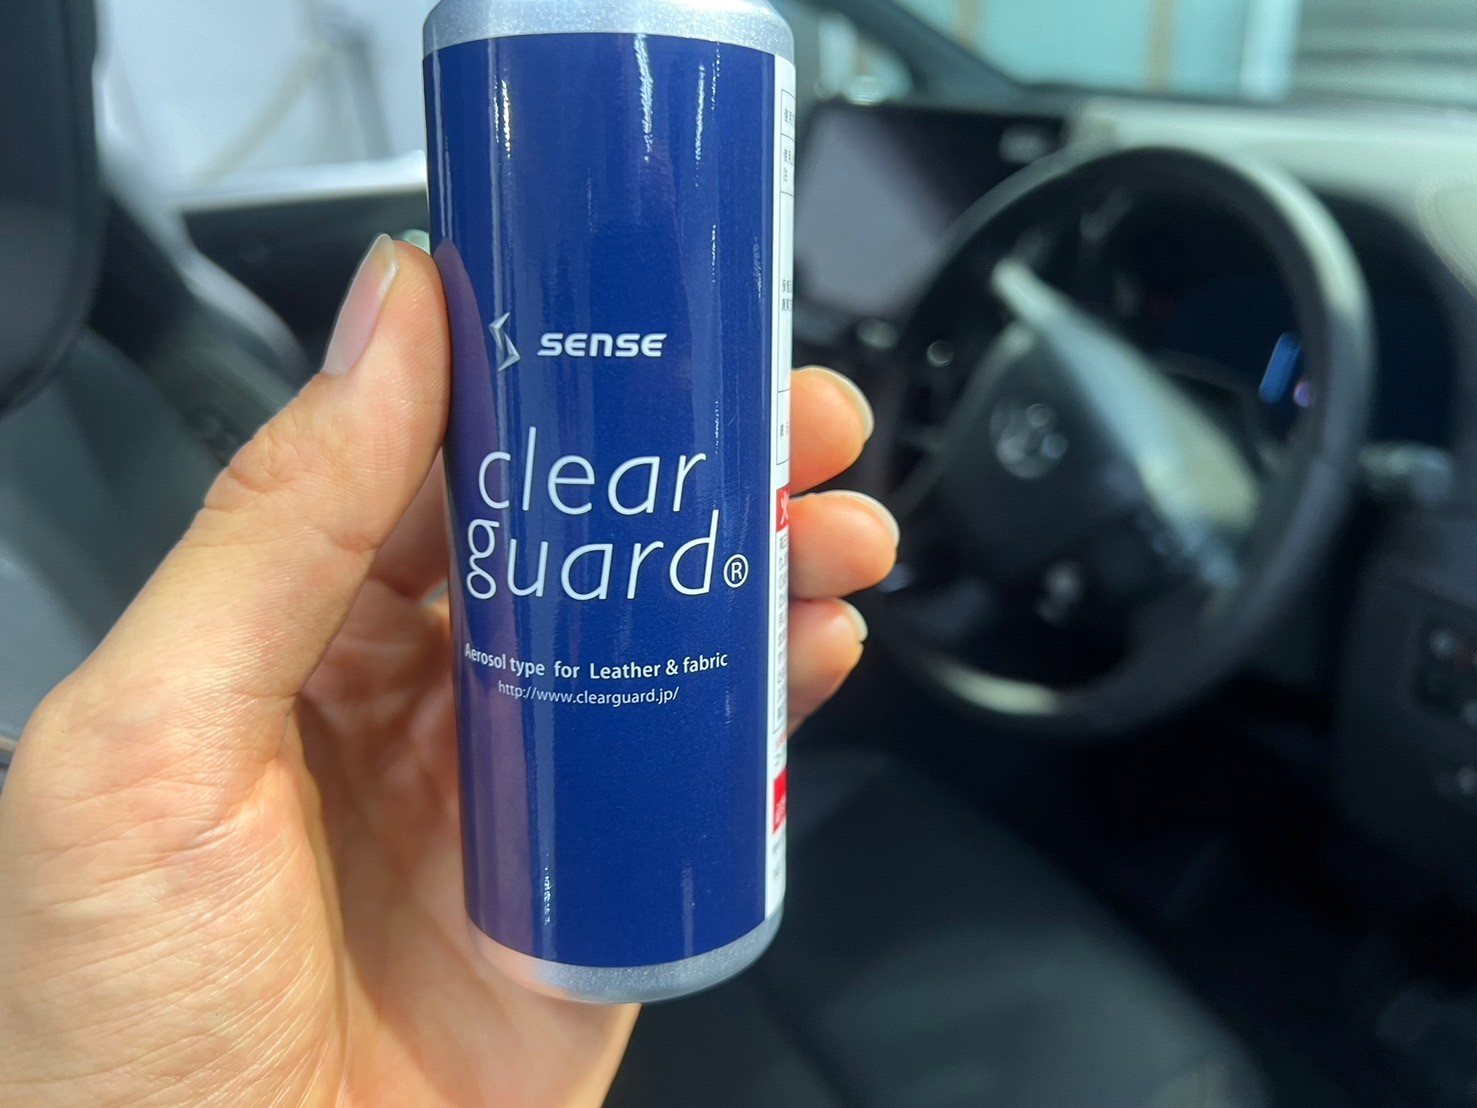 SENSE
clear
guard®
Aerosol type for Leather & fabric
http://www.clearguard.jp/